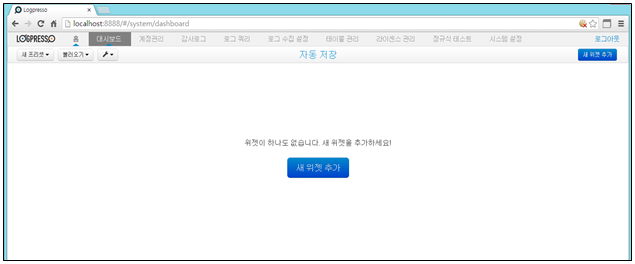 Logpresso
localhost:8888/#/system/dashboard
LOGPRESSO 홈 대시보드 계정관리 감사로그 로그 쿼리 로그 수집 설정 테이블 관리 라이센스 관리 정규식 테스트 시스템 설정 로그아웃
새 프리셋 불러오기 자동 저장 새 위젯 추가
위젯이 하나도 없습니다. 새 위젯을 추가하세요!
새 위젯 추가